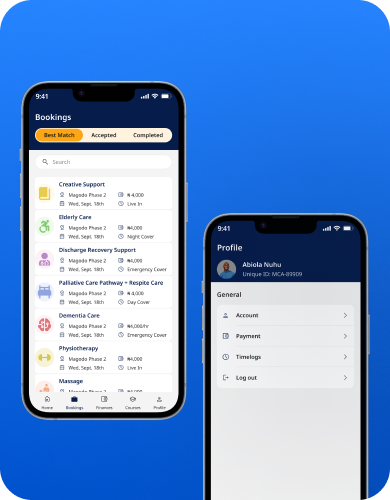 9:41
Bookings
Best Match Accepted Completed
Search
Creative Support
Magodo Phase 2 ₦4,000
Wed, Sept. 18th Live In
Elderly Care
Magodo Phase 2 ₦4,000
Wed, Sept. 18th Night Cover
Discharge Recovery Support
Magodo Phase 2 ₦4,000
Wed, Sept. 18th Emergency Cover
Palliative Care Pathway + Respite Care
Magodo Phase 2 ₦4,000
Wed, Sept. 18th Day Cover
Dementia Care
Magodo Phase 2 ₦4,000/hr
Wed, Sept. 18th Emergency Cover
Physiotherapy
Magodo Phase 2 ₦4,000
Wed, Sept. 18th Live In
Massage
Magodo Phase 2 ₦4,000
Home Bookings Finances Courses Profile
9:41
Profile
Abiola Nuhu
Unique ID: MCA-89909
General
Account
Payment
Timelogs
Log out